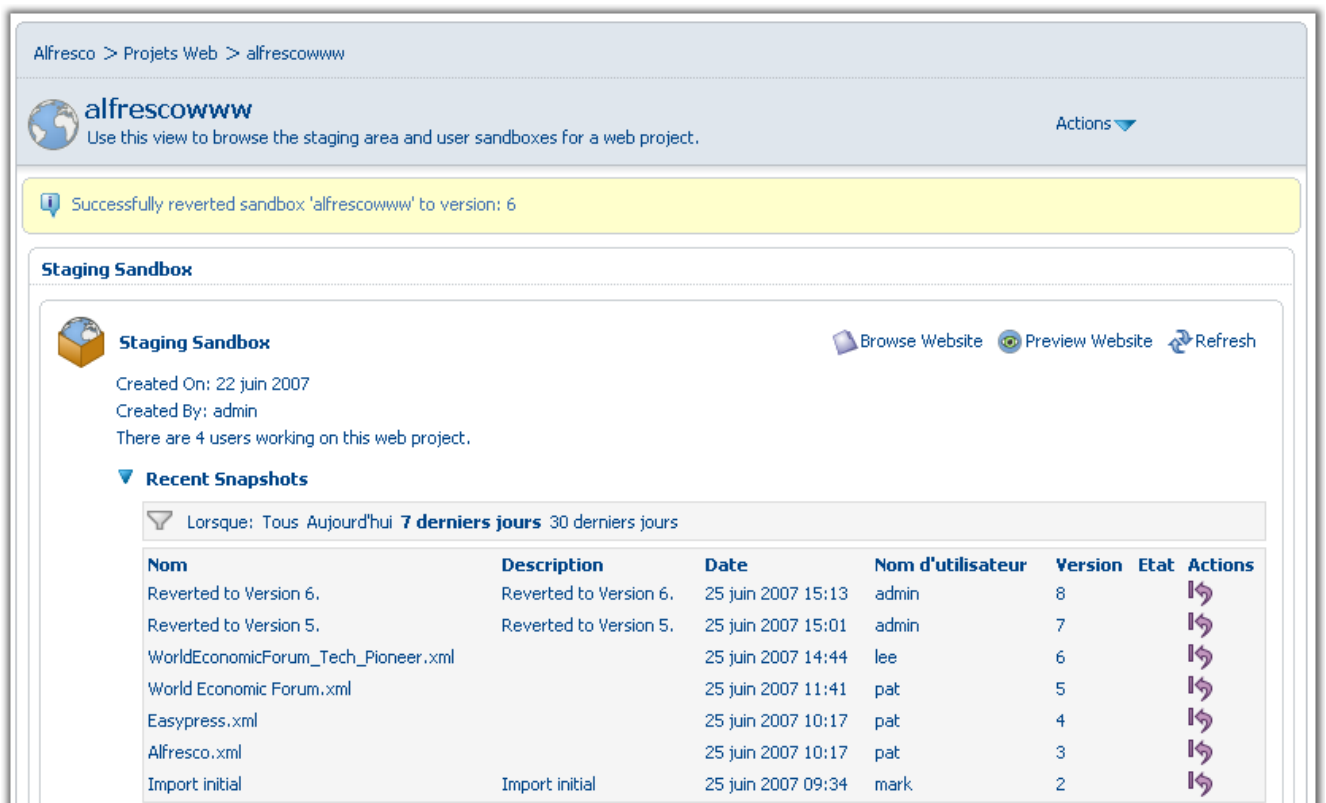 Alfresco > Projets Web > alfrescowww
alfrescowww
Use this view to browse the staging area and user sandboxes for a web project.
Actions
Successfully reverted sandbox 'alfrescowww' to version: 6
Staging Sandbox
Staging Sandbox Browse Website Preview Website Refresh
Created On: 22 juin 2007
Created By: admin
There are 4 users working on this web project.
Recent Snapshots
Lorsque: Tous Aujourd'hui 7 derniers jours 30 derniers jours
Nom Description Date Nom d'utilisateur Version Etat Actions
Reverted to Version 6. Reverted to Version 6. 25 juin 2007 15:13 admin 8
Reverted to Version 5. Reverted to Version 5. 25 juin 2007 15:01 admin 7
WorldEconomicForum_Tech_Pioneer.xml 25 juin 2007 14:44 lee 6
World Economic Forum.xml 25 juin 2007 11:41 pat 5
Easypress.xml 25 juin 2007 10:17 pat 4
Alfresco.xml 25 juin 2007 10:17 pat 3
Import initial Import initial 25 juin 2007 09:34 mark 2